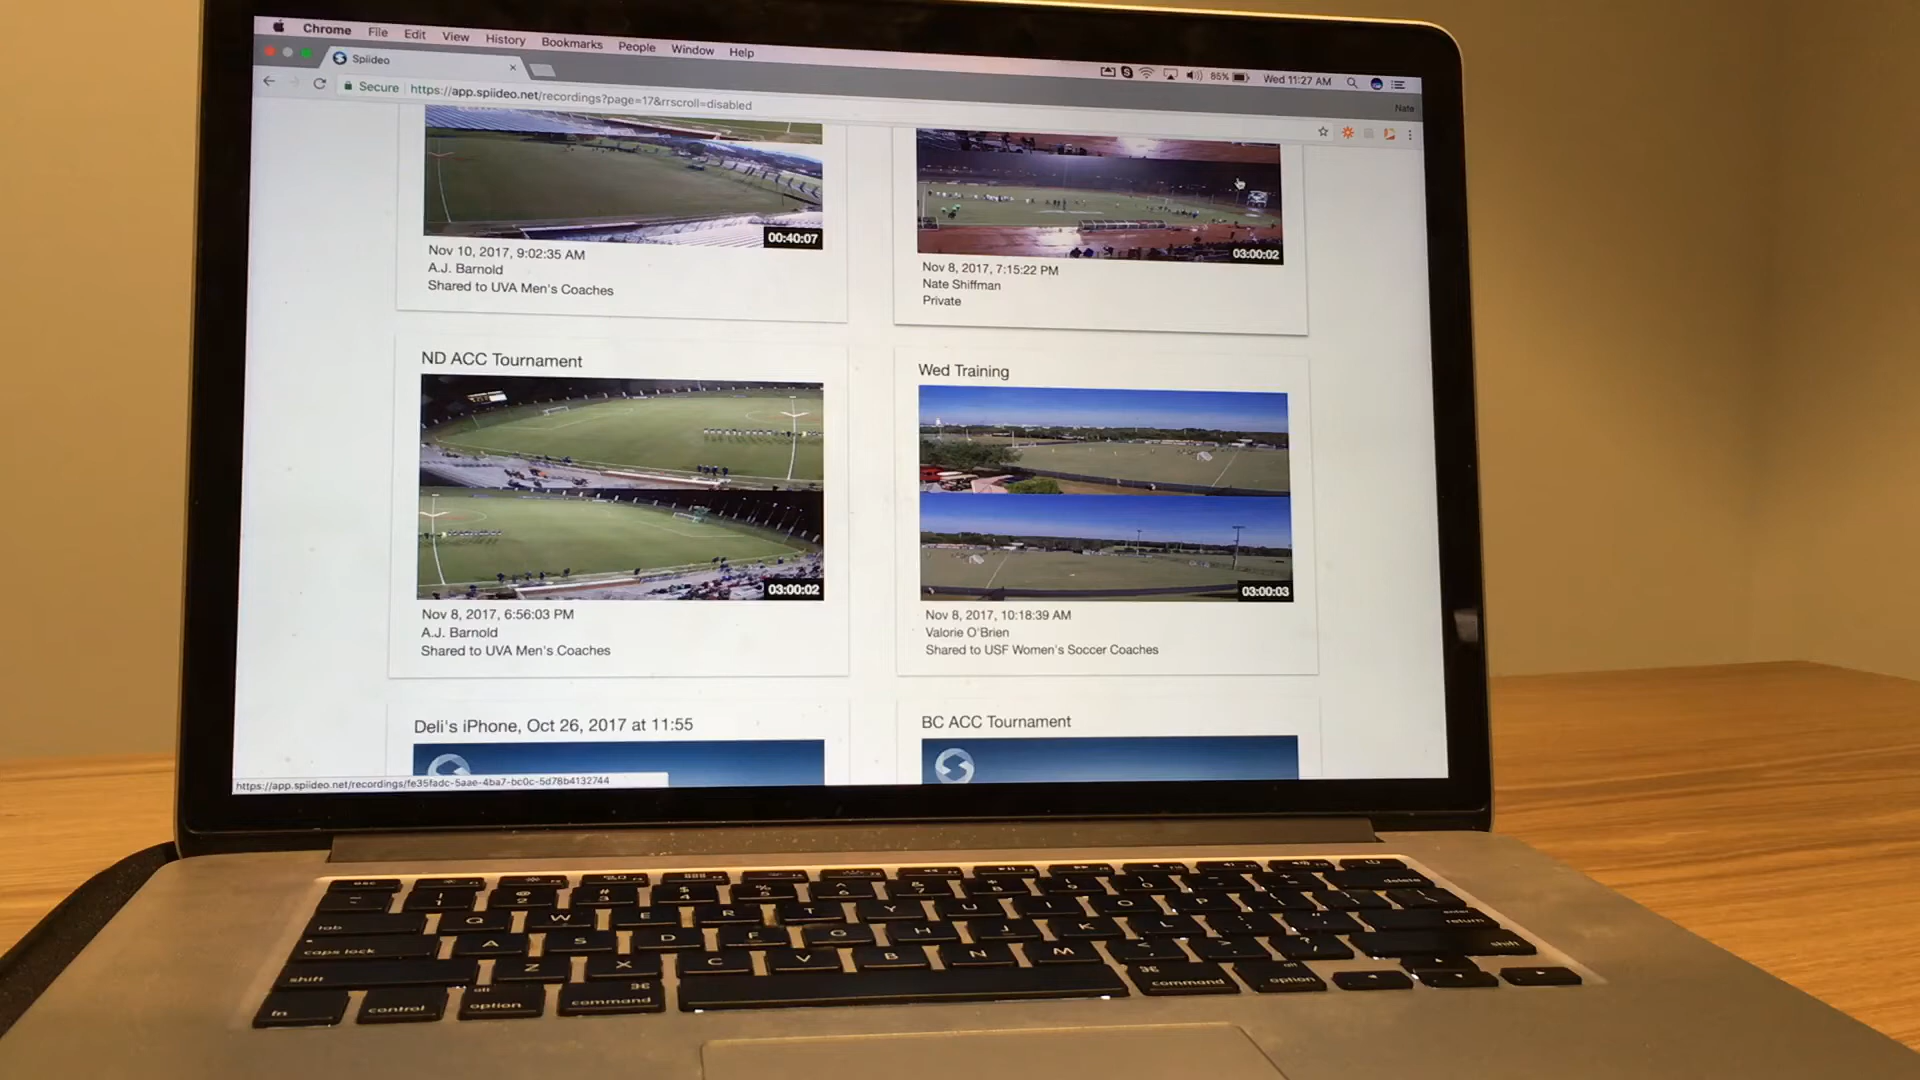 Chrome File Edit View History Bookmarks People Window Help
85% Wed 11:27 AM
Spiideo
Secure https://app.spiideo.net/recordings?page=17&rrscroll=disabled
Nate
00:40:07
Nov 10, 2017, 9:02:35 AM
A.J. Barnold
Shared to UVA Men's Coaches
03:00:02
Nov 8, 2017, 7:15:22 PM
Nate Shiffman
Private
ND ACC Tournament
03:00:02
Nov 8, 2017, 6:56:03 PM
A.J. Barnold
Shared to UVA Men's Coaches
Wed Training
03:00:03
Nov 8, 2017, 10:18:39 AM
Valorie O'Brien
Shared to USF Women's Soccer Coaches
Deli's iPhone, Oct 26, 2017 at 11:55
BC ACC Tournament
https://app.spiideo.net/recordings/fe35fadc-5aae-4ba7-bc0c-5d78b4132744
esc
delete
tab Q W E R T Y U I O P
caps lock A S D F G H J K L enter return
shift Z X C V B N M shift
fn control alt option command command alt option